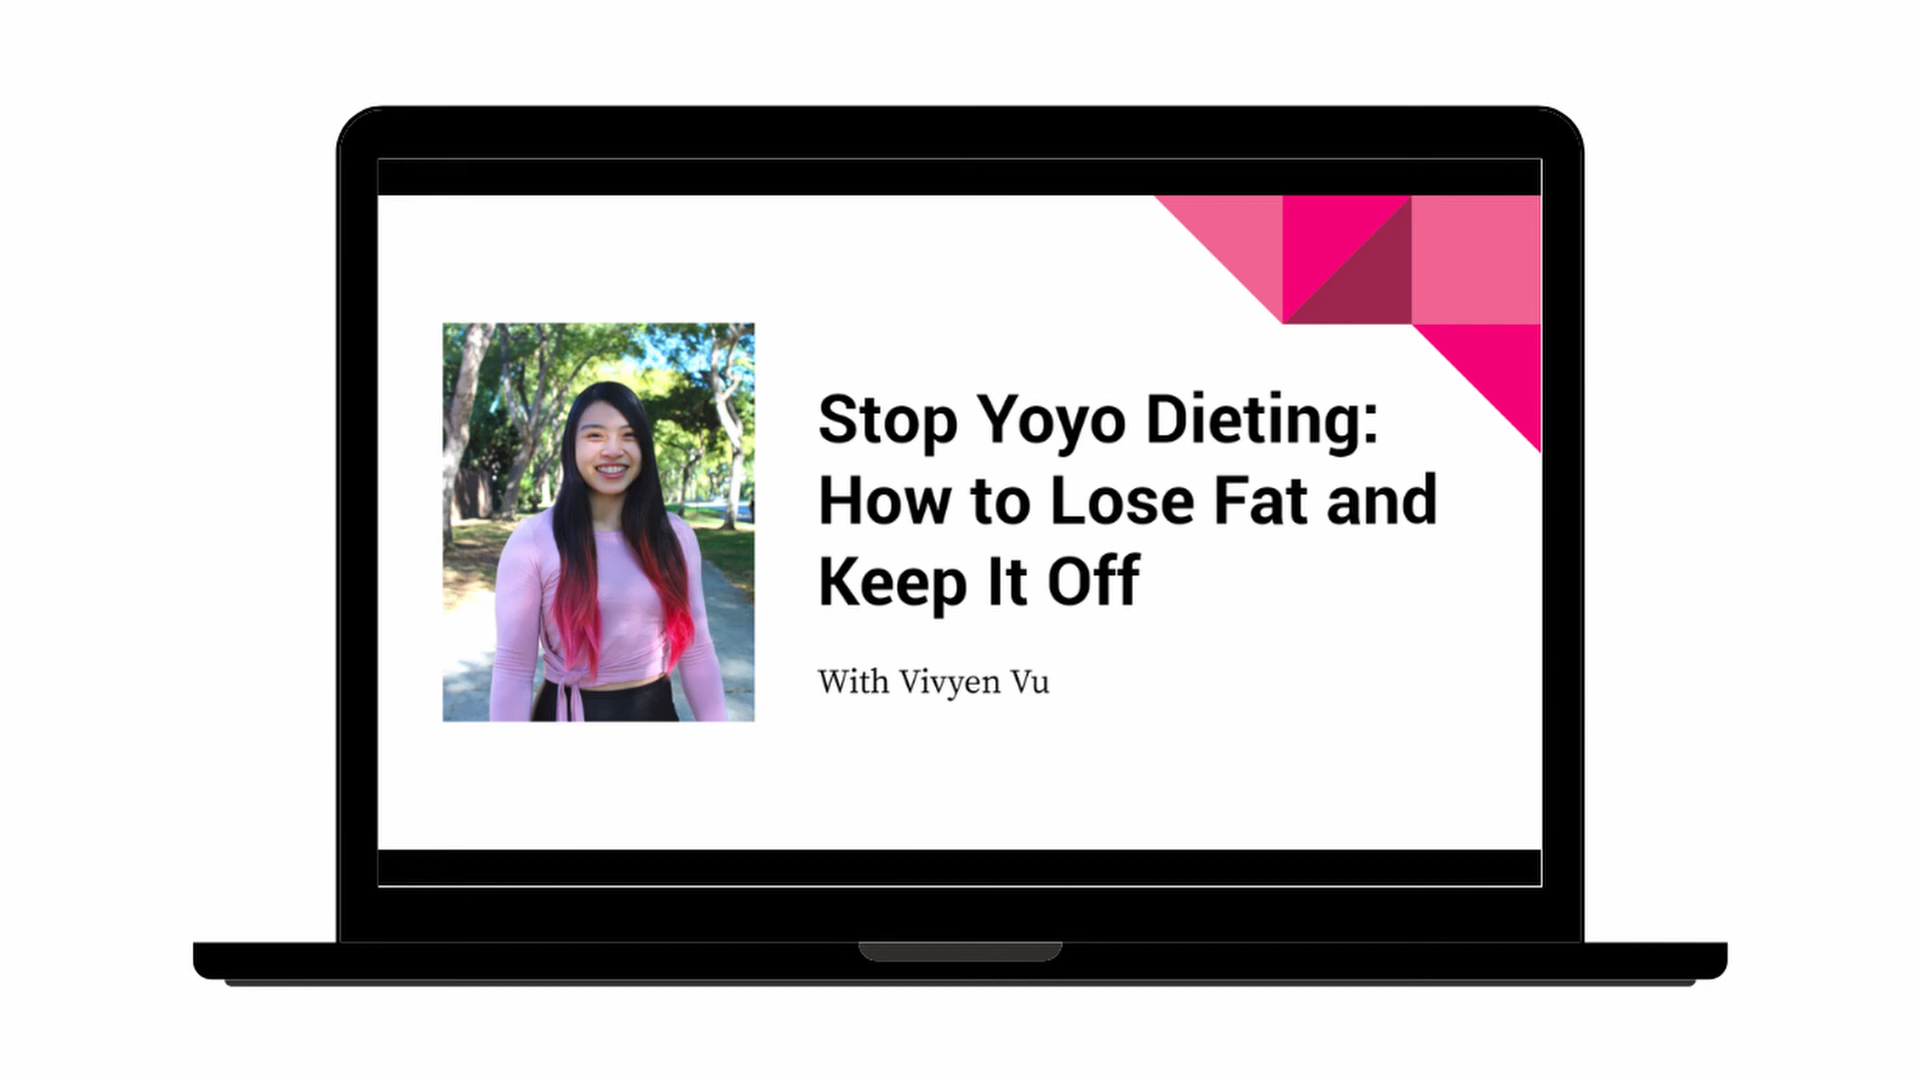 Stop Yoyo Dieting:
How to Lose Fat and
Keep It Off
With Vivyen Vu